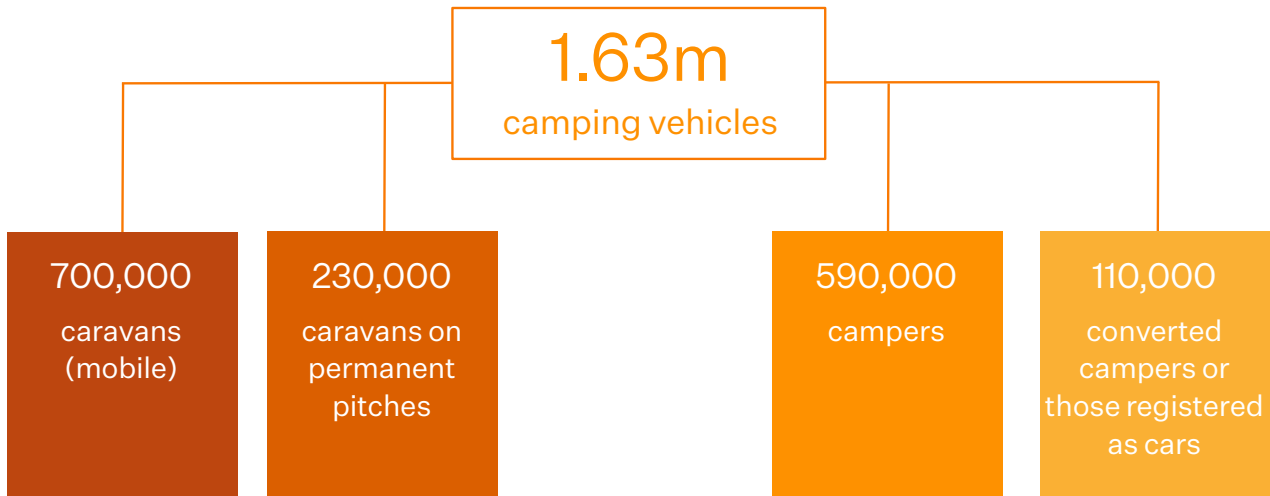 1.63m
camping vehicles
700,000
caravans
(mobile)
230,000
caravans on
permanent
pitches
590,000
campers
110,000
converted
campers or
those registered
as cars